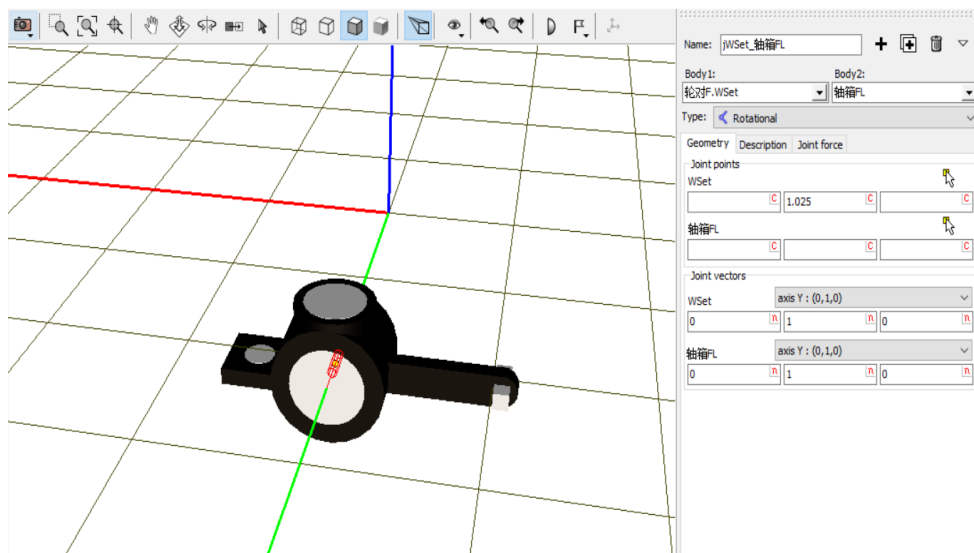 Name: jWSet_轴箱FL
Body1: Body2:
轮对F.WSet 轴箱FL
Type: Rotational
Geometry Description Joint force
Joint points
WSet
C 1.025 C C
轴箱FL
C C C
Joint vectors
WSet axis Y : (0,1,0)
0 n 1 n 0 n
轴箱FL axis Y : (0,1,0)
0 n 1 n 0 n